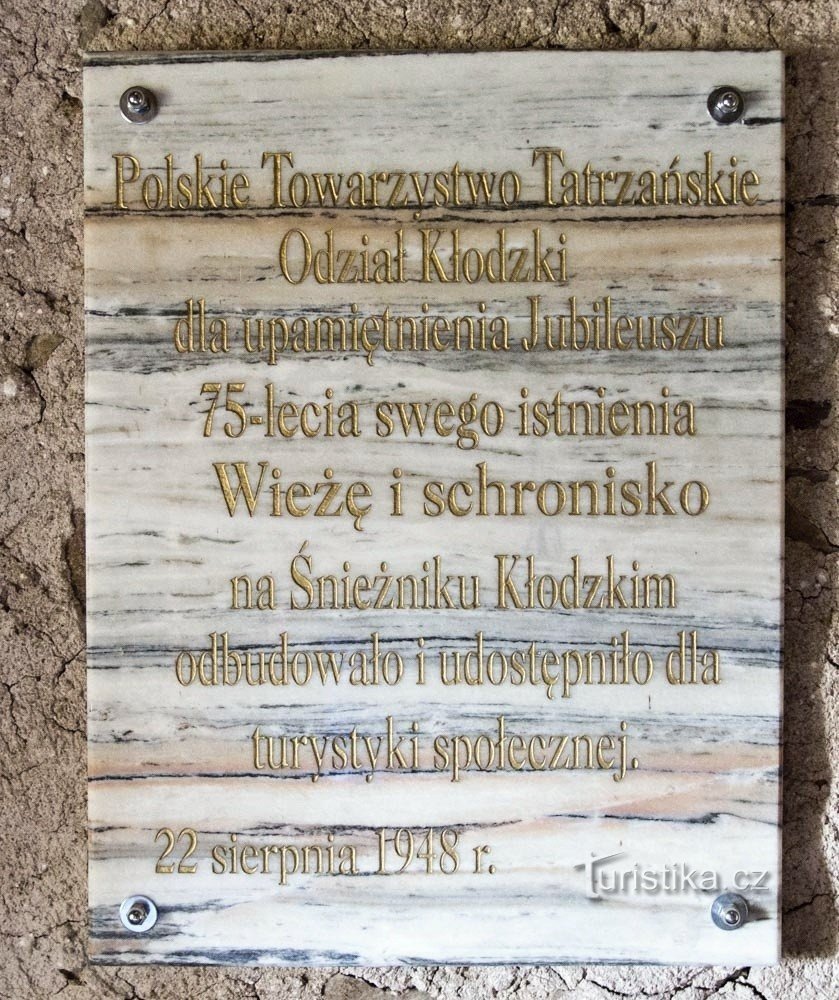 Polskie Towarzystwo Tatrzańskie
Odział Kłodzki
dla upamiętnienia Jubileuszu
75-lecia swego istnienia
Wieżę i schronisko
na Śnieżniku Kłodzkim
odbudowało i udostępniło dla
turystyki społecznej.
22 sierpnia 1948 r.
Turistika.cz